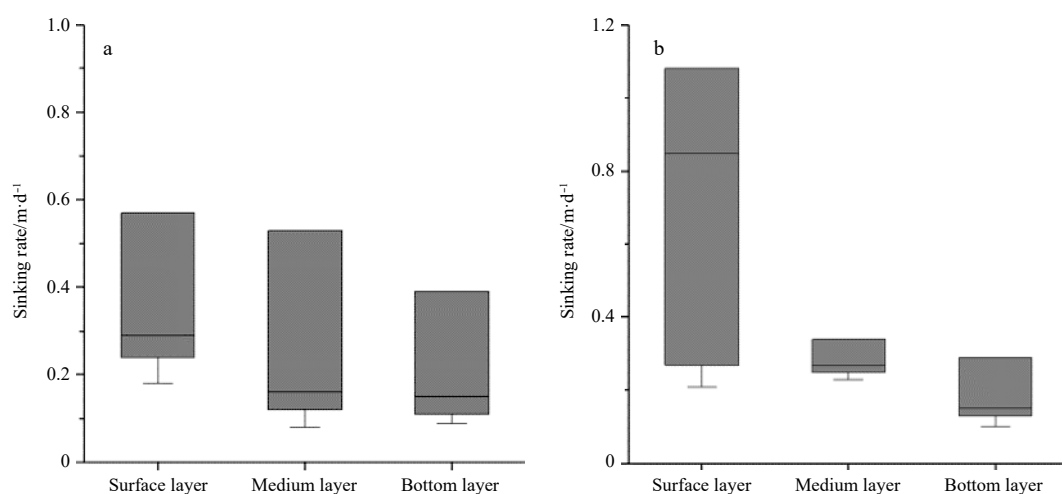 a
1.0
0.8
0.6
0.4
0.2
0
Sinking rate/m·d⁻¹
Surface layer Medium layer Bottom layer
b
1.2
0.8
0.4
0
Sinking rate/m·d⁻¹
Surface layer Medium layer Bottom layer